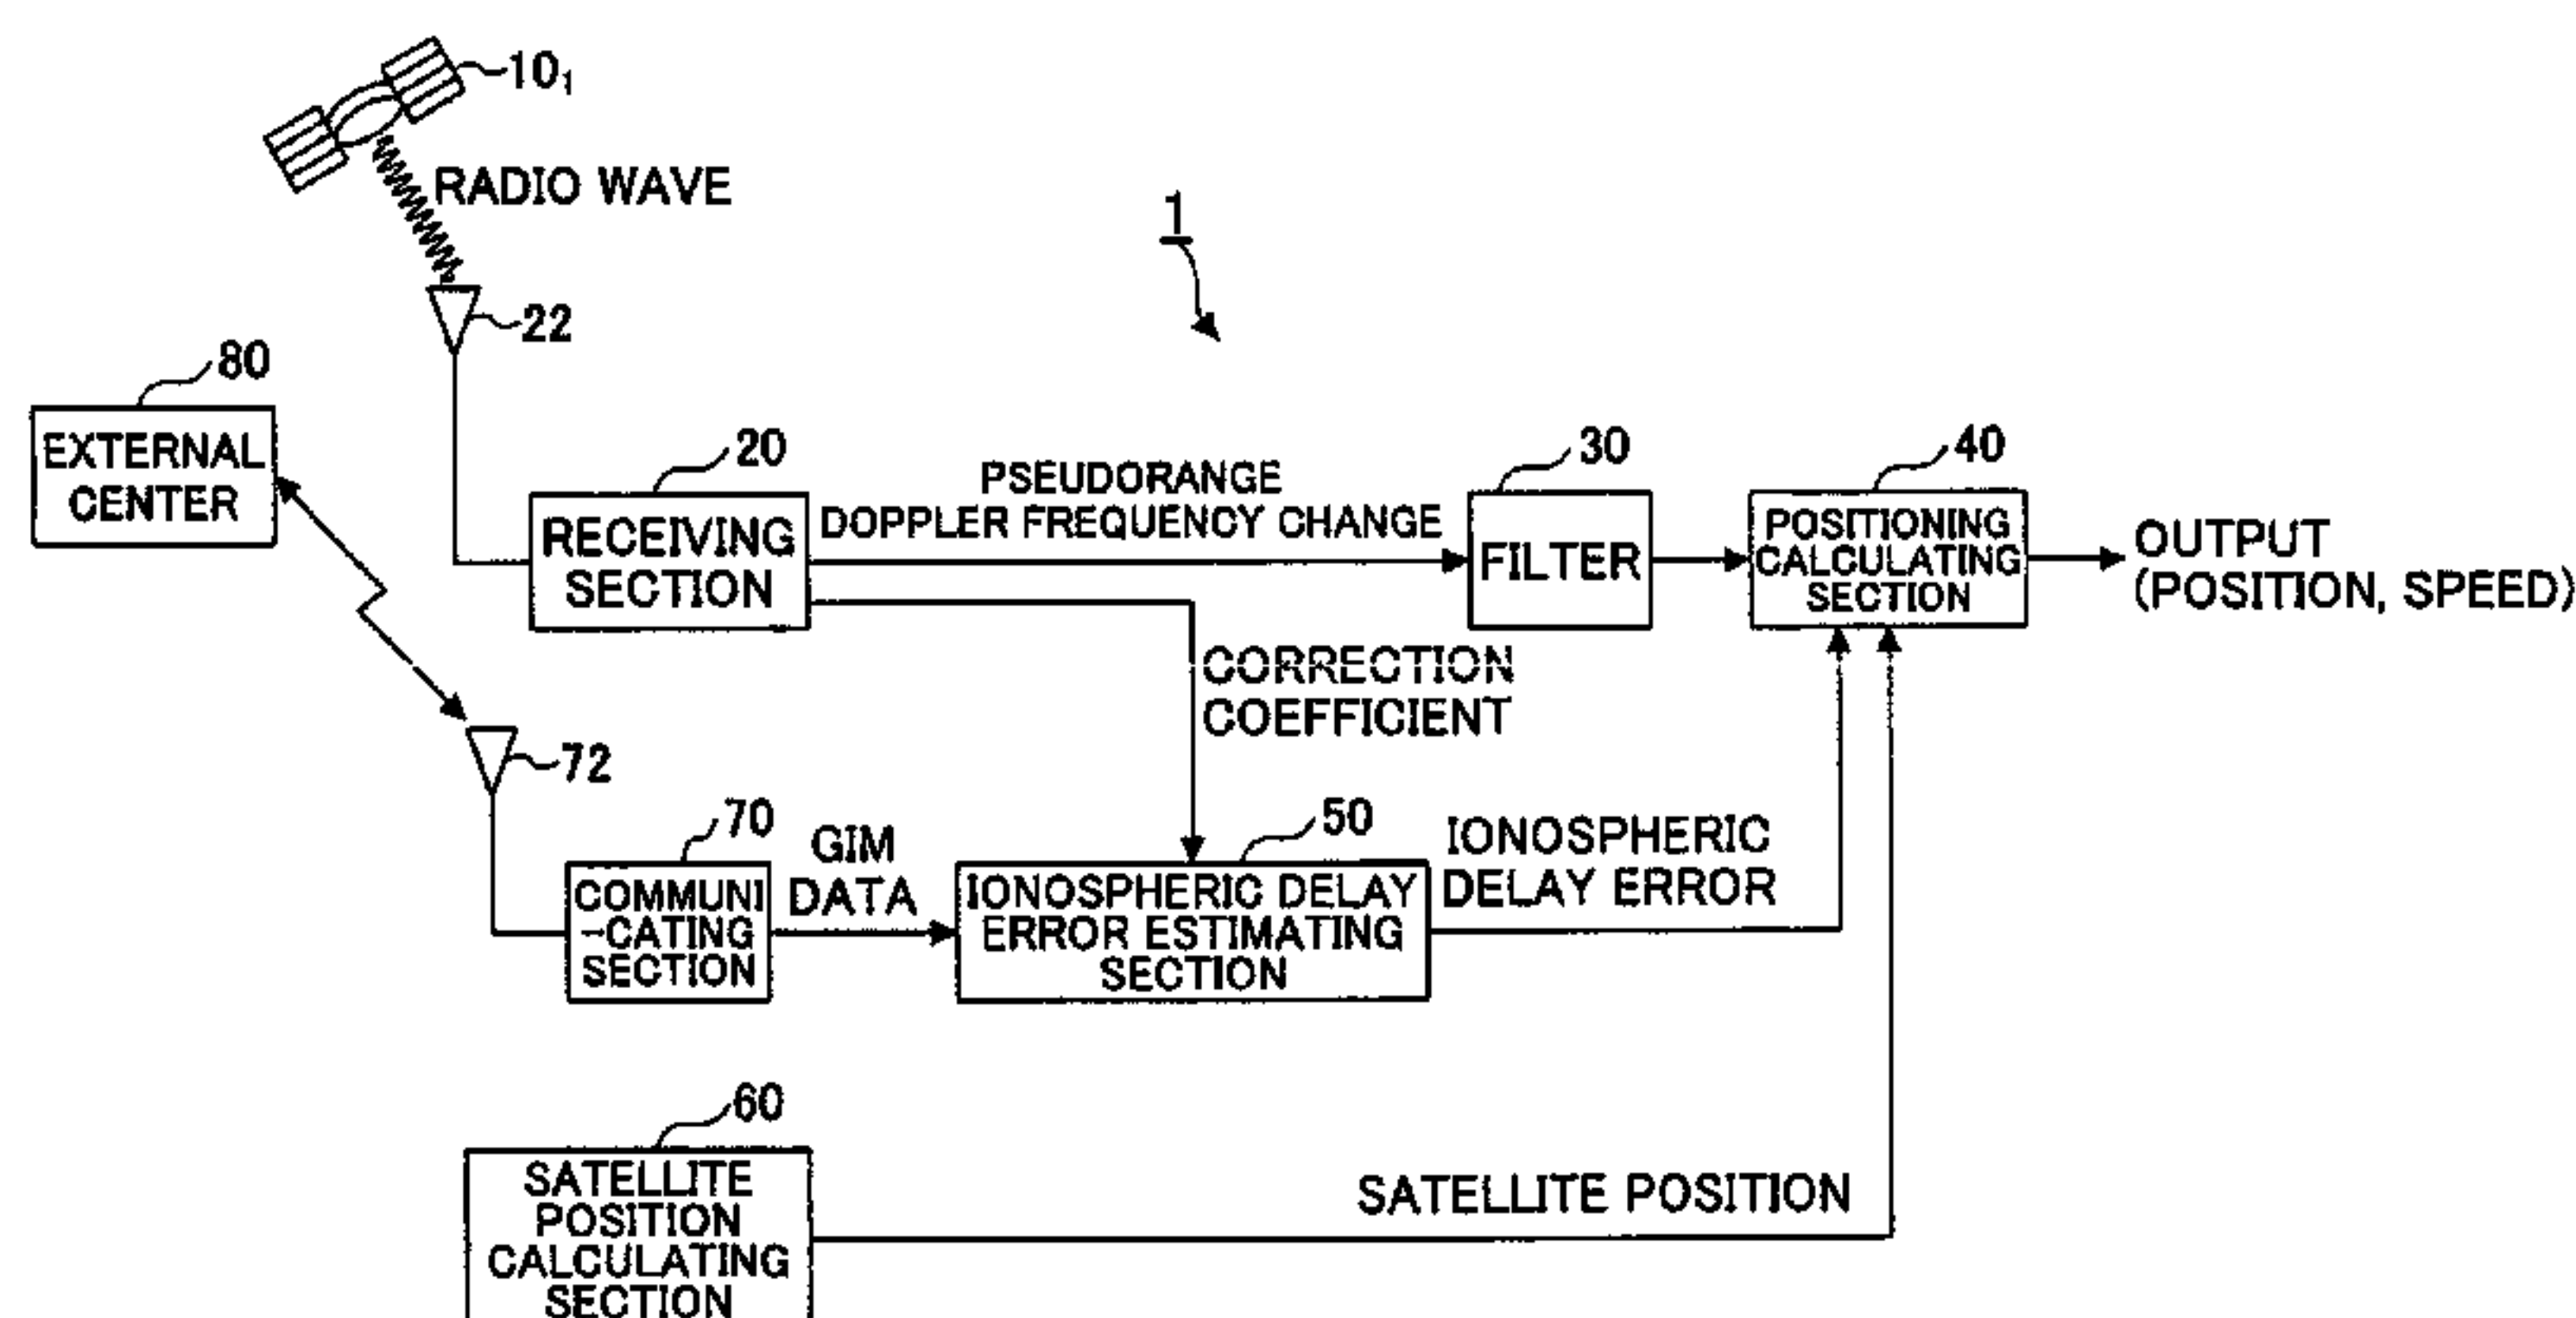 10₁
RADIO WAVE
1
22
80
EXTERNAL
CENTER
20
RECEIVING
SECTION
PSEUDORANGE
DOPPLER FREQUENCY CHANGE
30
FILTER
40
POSITIONING
CALCULATING
SECTION
OUTPUT
(POSITION, SPEED)
CORRECTION
COEFFICIENT
72
70
COMMUNI
-CATING
SECTION
GIM
DATA
50
IONOSPHERIC DELAY
ERROR ESTIMATING
SECTION
IONOSPHERIC
DELAY ERROR
60
SATELLITE
POSITION
CALCULATING
SECTION
SATELLITE POSITION